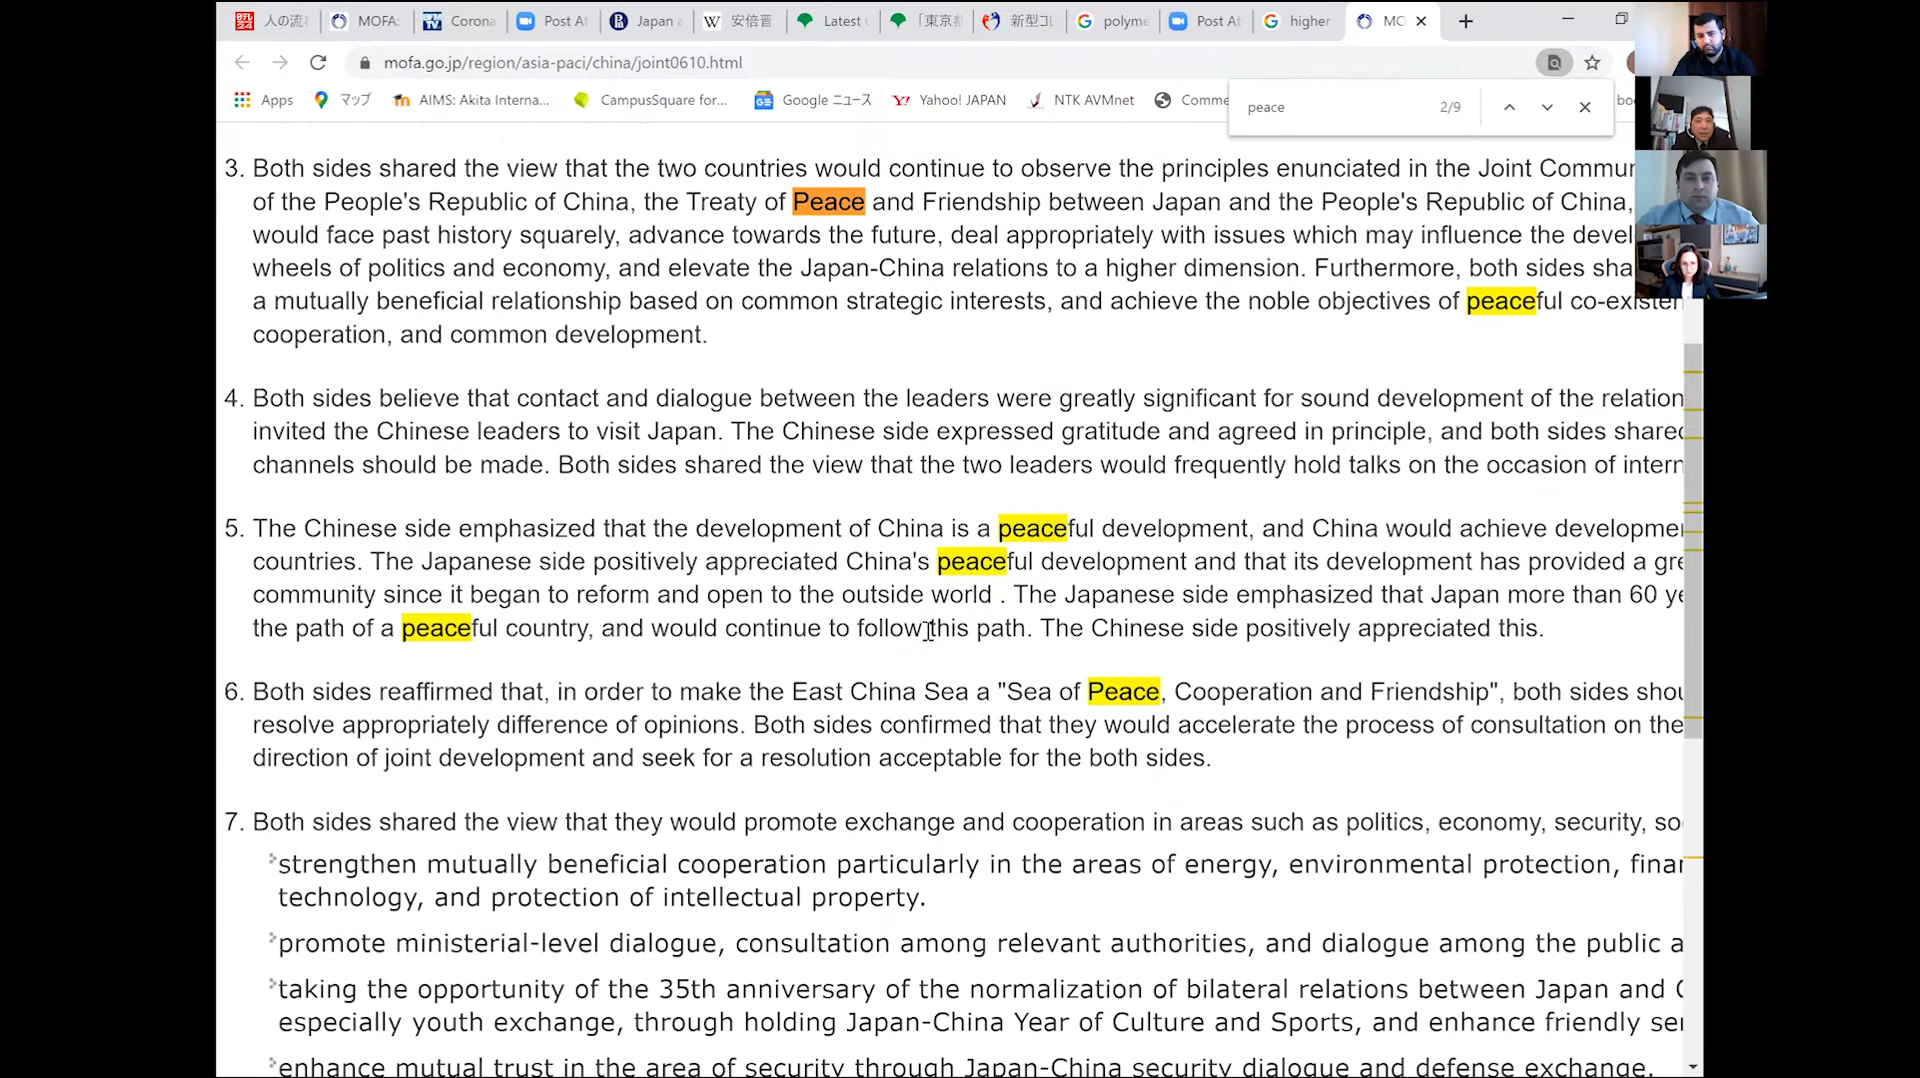 人の流れ
MOFA:
Corona
Post At
Japan a
安倍晋
Latest
「東京都
新型コロ
polyme
Post At
higher
MO
mofa.go.jp/region/asia-paci/china/joint0610.html
Apps
マップ
AIMS: Akita Interna...
CampusSquare for...
Google ニュース
Yahoo! JAPAN
NTK AVMnet
Comme
peace
2/9
3. Both sides shared the view that the two countries would continue to observe the principles enunciated in the Joint Commun
of the People's Republic of China, the Treaty of Peace and Friendship between Japan and the People's Republic of China,
would face past history squarely, advance towards the future, deal appropriately with issues which may influence the devel
wheels of politics and economy, and elevate the Japan-China relations to a higher dimension. Furthermore, both sides sha
a mutually beneficial relationship based on common strategic interests, and achieve the noble objectives of peaceful co-existen
cooperation, and common development.
4. Both sides believe that contact and dialogue between the leaders were greatly significant for sound development of the relation
invited the Chinese leaders to visit Japan. The Chinese side expressed gratitude and agreed in principle, and both sides shared
channels should be made. Both sides shared the view that the two leaders would frequently hold talks on the occasion of intern
5. The Chinese side emphasized that the development of China is a peaceful development, and China would achieve developmen
countries. The Japanese side positively appreciated China's peaceful development and that its development has provided a gre
community since it began to reform and open to the outside world . The Japanese side emphasized that Japan more than 60 ye
the path of a peaceful country, and would continue to follow this path. The Chinese side positively appreciated this.
6. Both sides reaffirmed that, in order to make the East China Sea a "Sea of Peace, Cooperation and Friendship", both sides shou
resolve appropriately difference of opinions. Both sides confirmed that they would accelerate the process of consultation on the
direction of joint development and seek for a resolution acceptable for the both sides.
7. Both sides shared the view that they would promote exchange and cooperation in areas such as politics, economy, security, so
strengthen mutually beneficial cooperation particularly in the areas of energy, environmental protection, finan
technology, and protection of intellectual property.
promote ministerial-level dialogue, consultation among relevant authorities, and dialogue among the public a
taking the opportunity of the 35th anniversary of the normalization of bilateral relations between Japan and C
especially youth exchange, through holding Japan-China Year of Culture and Sports, and enhance friendly se
enhance mutual trust in the area of security through Japan-China security dialogue and defense exchange.